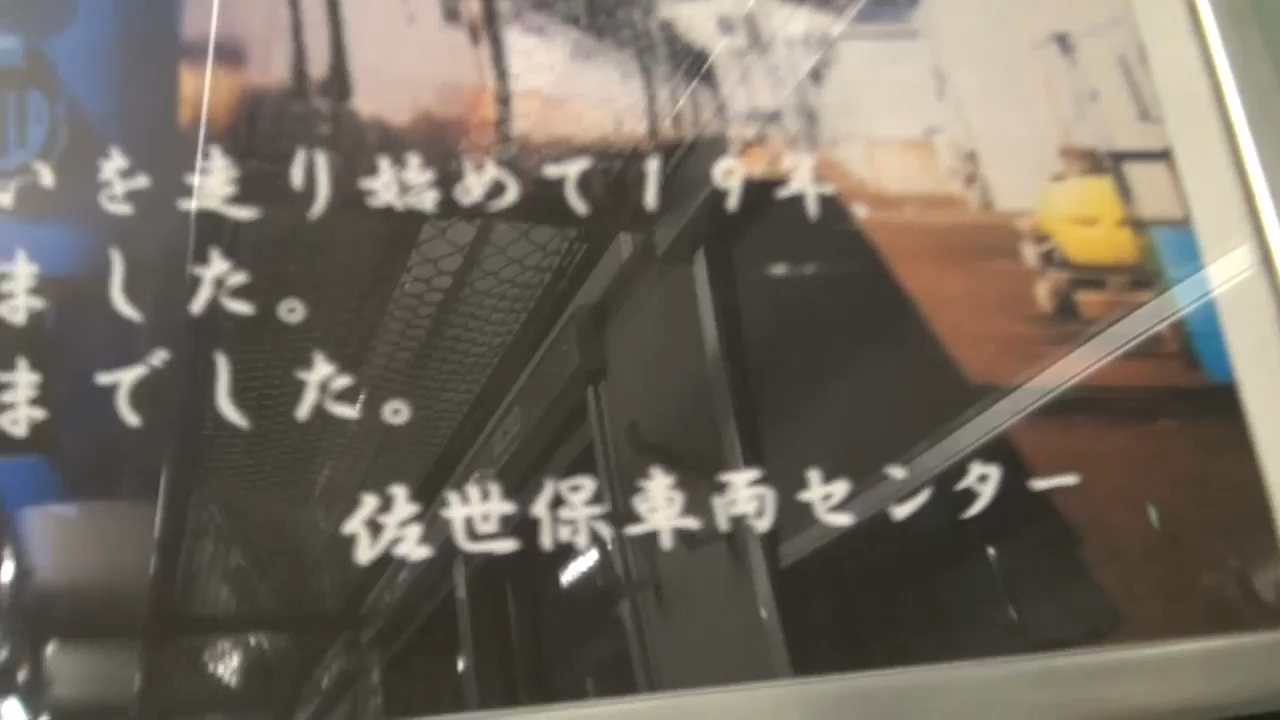 いを走り始めて19年、
ました。
までした。
佐世保車両センター